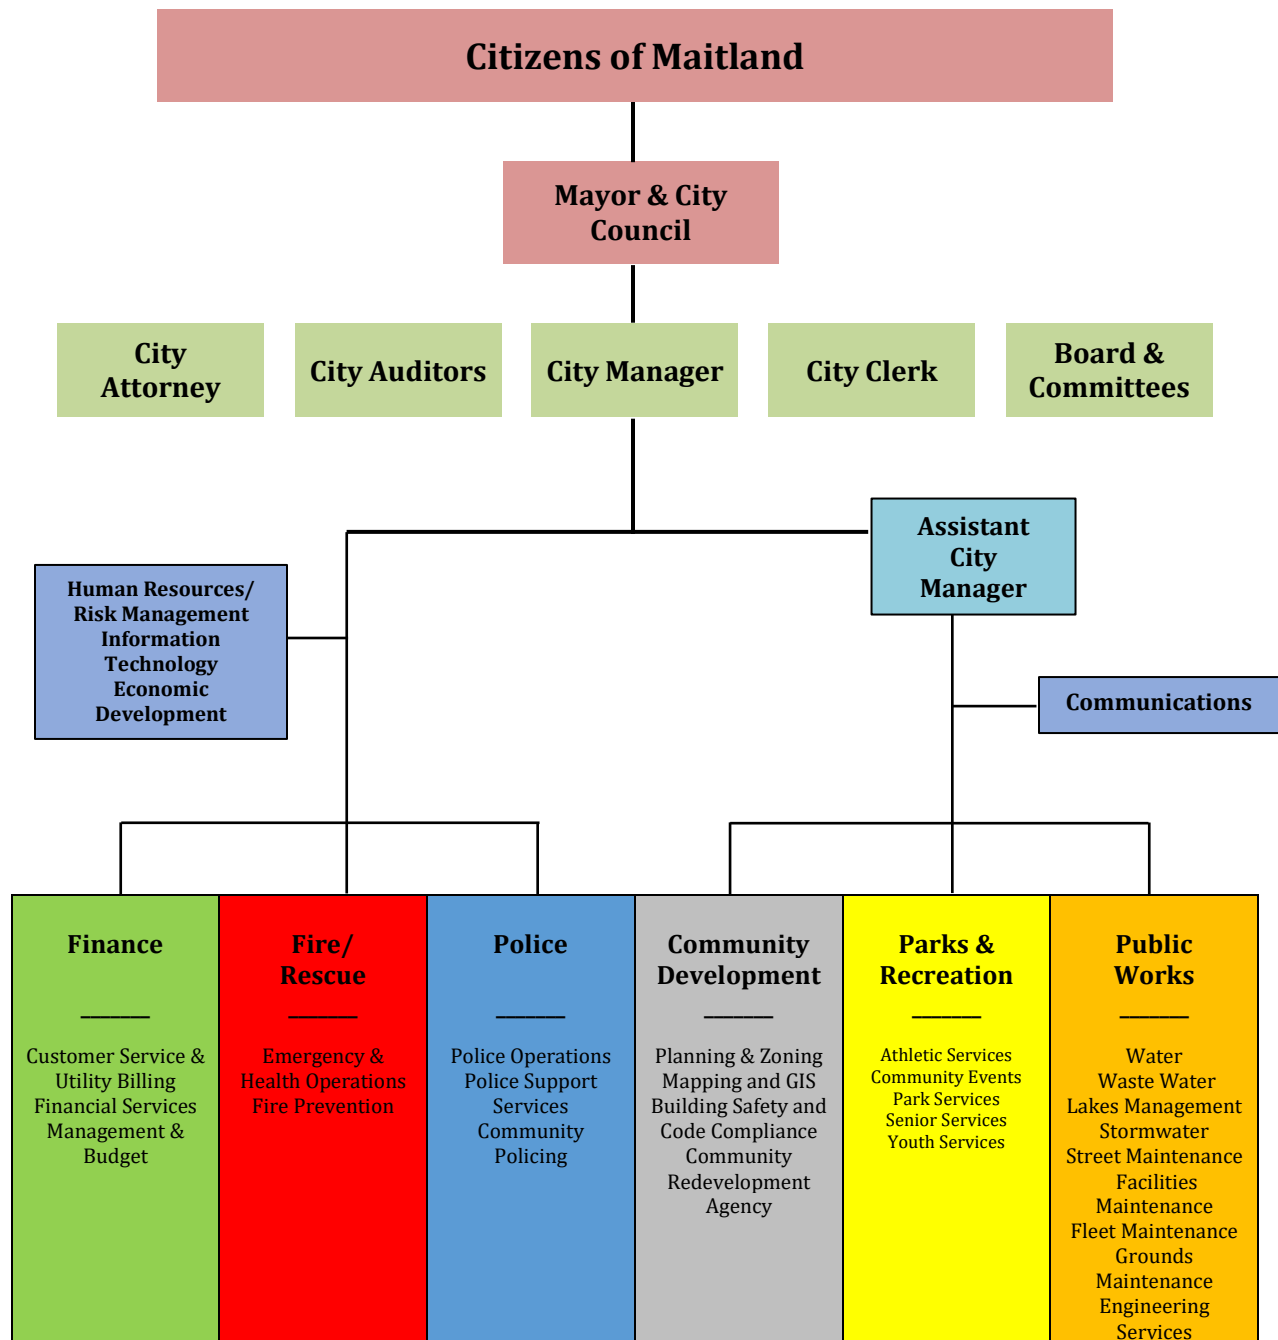 Citizens of Maitland
Mayor & City
Council
City
Attorney
City Auditors
City Manager
City Clerk
Board &
Committees
Assistant
City
Manager
Human Resources/
Risk Management
Information
Technology
Economic
Development
Communications
Finance
Customer Service &
Utility Billing
Financial Services
Management &
Budget
Fire/
Rescue
Emergency &
Health Operations
Fire Prevention
Police
Police Operations
Police Support
Services
Community
Policing
Community
Development
Planning & Zoning
Mapping and GIS
Building Safety and
Code Compliance
Community
Redevelopment
Agency
Parks &
Recreation
Athletic Services
Community Events
Park Services
Senior Services
Youth Services
Public
Works
Water
Waste Water
Lakes Management
Stormwater
Street Maintenance
Facilities
Maintenance
Fleet Maintenance
Grounds
Maintenance
Engineering
Services